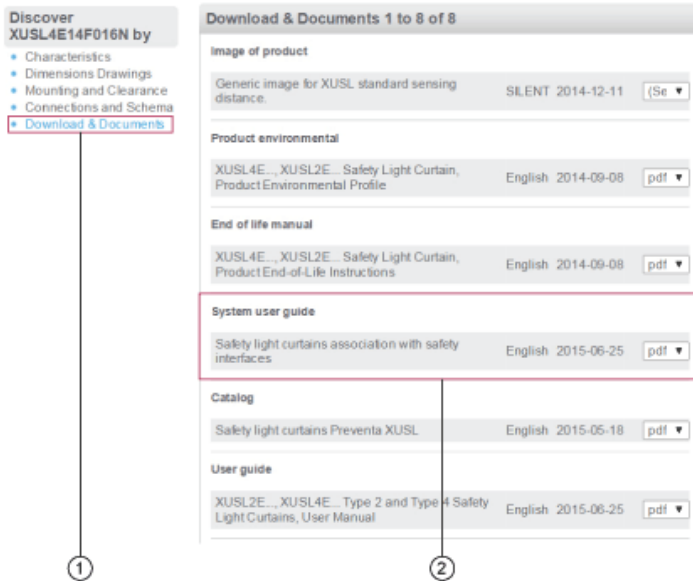 Discover
XUSL4E14F016N by
Characteristics
Dimensions Drawings
Mounting and Clearance
Connections and Schema
Download & Documents
Download & Documents 1 to 8 of 8
Image of product
Generic image for XUSL standard sensing
distance.
SILENT 2014-12-11 (Se
Product environmental
XUSL4E..., XUSL2E... Safety Light Curtain,
Product Environmental Profile
English 2014-09-08 pdf
End of life manual
XUSL4E..., XUSL2E... Safety Light Curtain,
Product End-of-Life Instructions
English 2014-09-08 pdf
System user guide
Safety light curtains association with safety
interfaces
English 2015-06-25 pdf
Catalog
Safety light curtains Preventa XUSL English 2015-05-18 pdf
User guide
XUSL2E..., XUSL4E... Type 2 and Type 4 Safety
Light Curtains, User Manual
English 2015-06-25 pdf
1
2